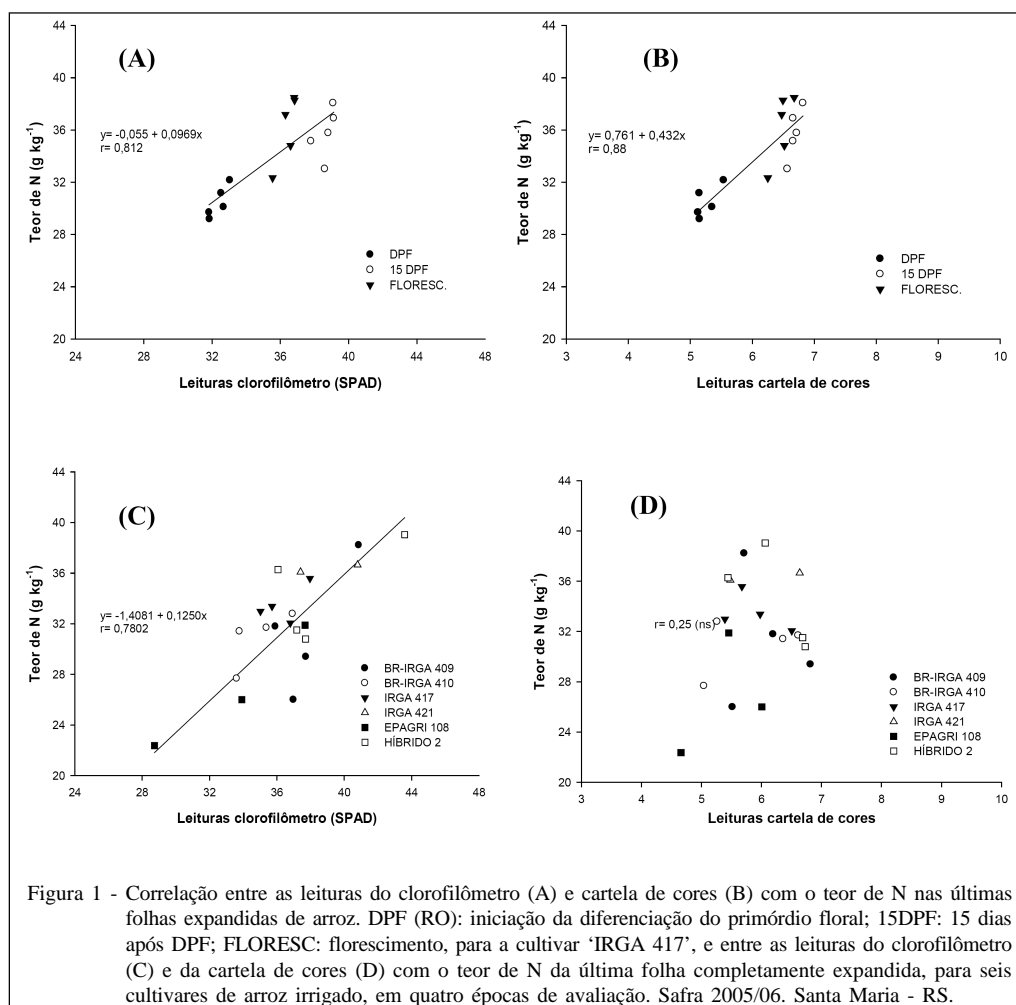 (A)
Teor de N (g kg-1)
44
40
36
32
28
24
20
y= -0,055 + 0,0969x
r= 0,812
DPF
15 DPF
FLORESC.
24 28 32 36 40 44 48
Leituras clorofilômetro (SPAD)
(B)
Teor de N (g kg-1)
44
40
36
32
28
24
20
y= 0,761 + 0,432x
r= 0,88
DPF
15 DPF
FLORESC.
3 4 5 6 7 8 9 10
Leituras cartela de cores
(C)
Teor de N (g kg-1)
44
40
36
32
28
24
20
y= -1,4081 + 0,1250x
r= 0,7802
BR-IRGA 409
BR-IRGA 410
IRGA 417
IRGA 421
EPAGRI 108
HÍBRIDO 2
24 28 32 36 40 44 48
Leituras clorofilômetro (SPAD)
(D)
Teor de N (g kg-1)
44
40
36
32
28
24
20
r= 0,25 (ns)
BR-IRGA 409
BR-IRGA 410
IRGA 417
IRGA 421
EPAGRI 108
HÍBRIDO 2
3 4 5 6 7 8 9 10
Leituras cartela de cores
Figura 1 - Correlação entre as leituras do clorofilômetro (A) e cartela de cores (B) com o teor de N nas últimas
folhas expandidas de arroz. DPF (RO): iniciação da diferenciação do primórdio floral; 15DPF: 15 dias
após DPF; FLORESC: florescimento, para a cultivar ‘IRGA 417’, e entre as leituras do clorofilômetro
(C) e da cartela de cores (D) com o teor de N da última folha completamente expandida, para seis
cultivares de arroz irrigado, em quatro épocas de avaliação. Safra 2005/06. Santa Maria - RS.